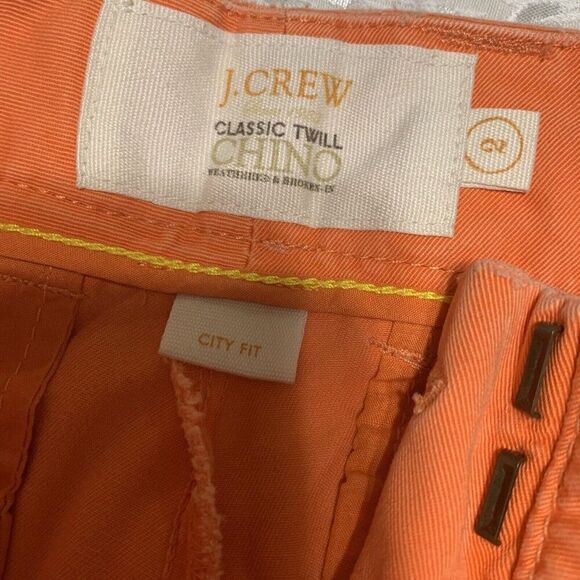 J.CREW
CLASSIC TWILL
CHINO
WEATHERED & BROKEN-IN
2
CITY FIT